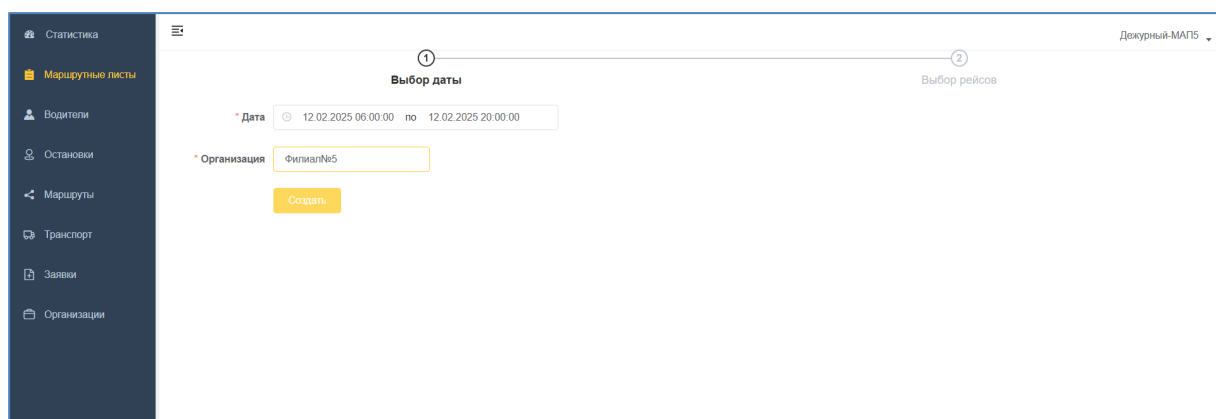 Статистика
Маршрутные листы
Водители
Остановки
Маршруты
Транспорт
Заявки
Организации
Дежурный-МАП5
1
Выбор даты
2
Выбор рейсов
* Дата 12.02.2025 06:00:00 по 12.02.2025 20:00:00
* Организация Филиал№5
Создать